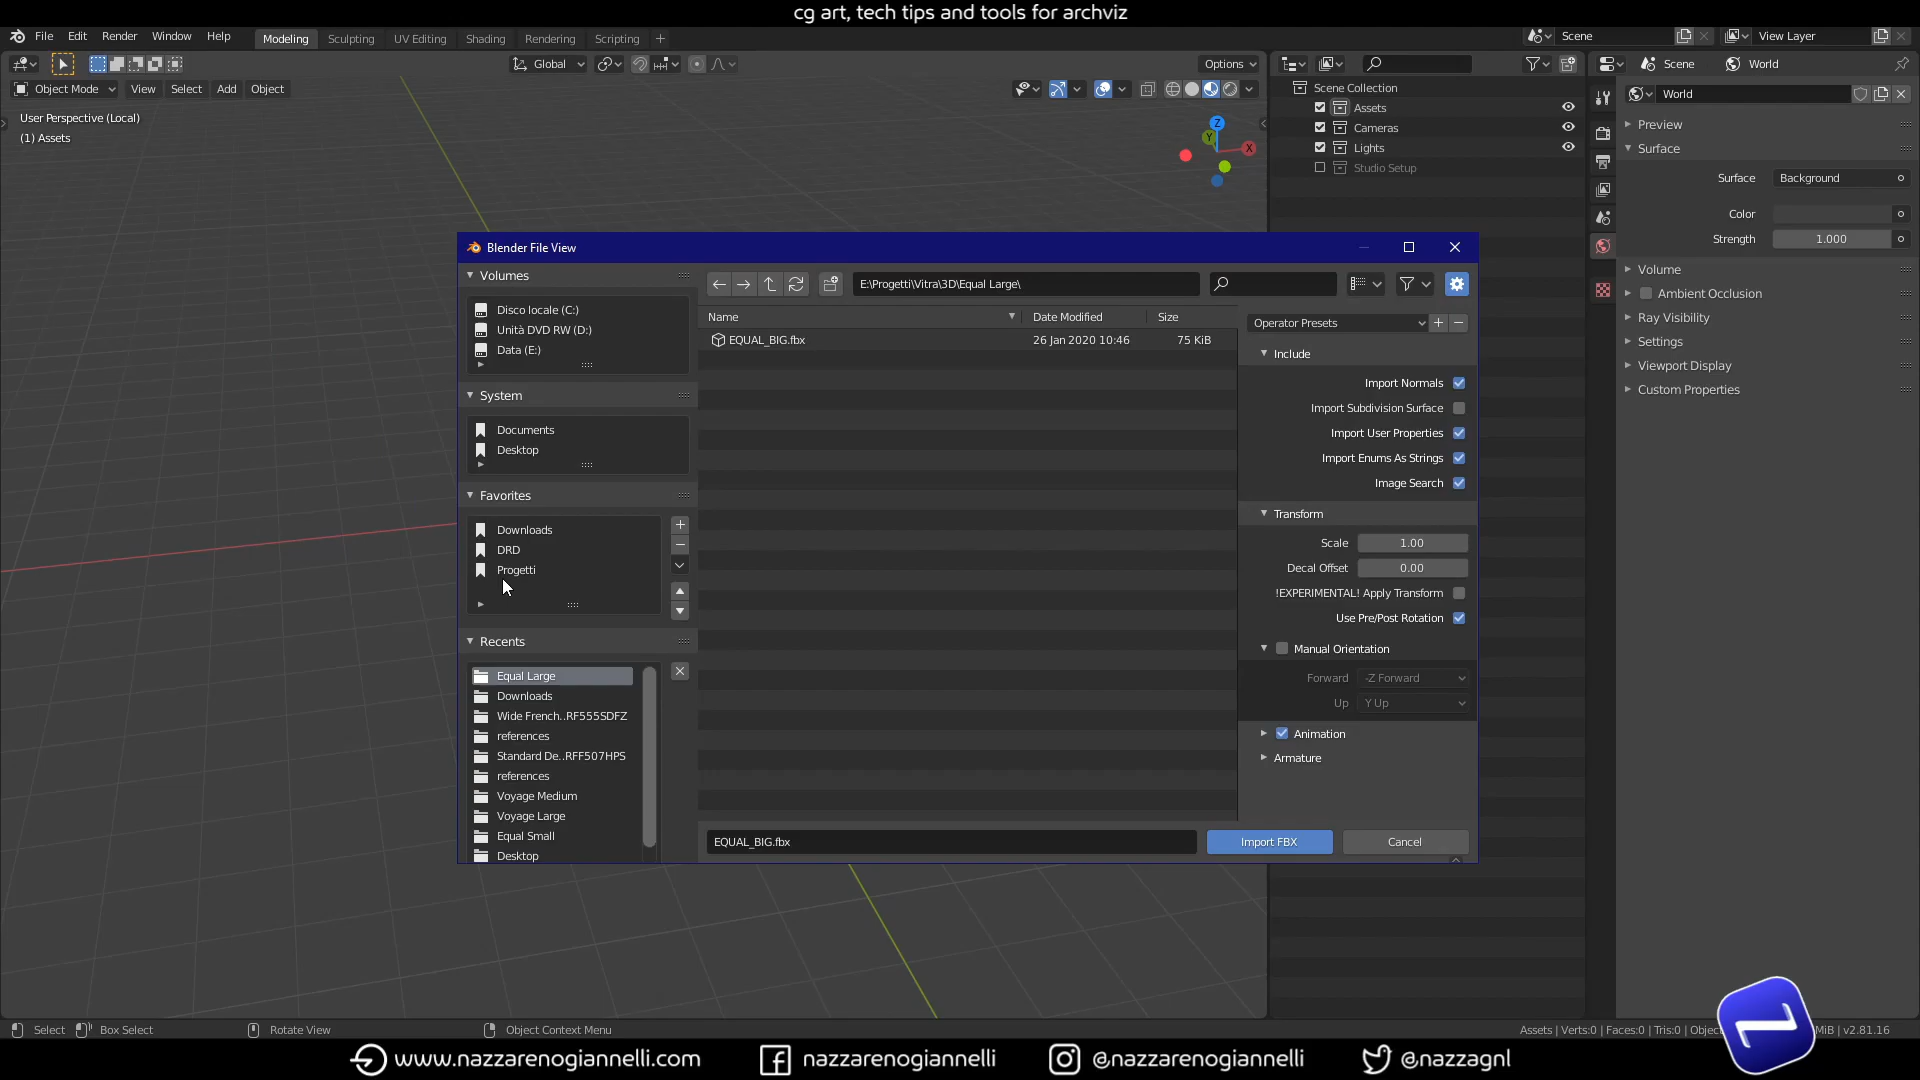 cg art, tech tips and tools for archviz
File Edit Render Window Help Modeling Sculpting UV Editing Shading Rendering Scripting + Scene View Layer
Global Options Scene World
Object Mode View Select Add Object
User Perspective (Local)
(1) Assets
Z
Y
X
Scene Collection
Assets
Cameras
Lights
Studio Setup
World
Preview
Surface
Surface Background
Color
Strength 1.000
Volume
Ambient Occlusion
Ray Visibility
Settings
Viewport Display
Custom Properties
Blender File View
Volumes
Disco locale (C:)
Unità DVD RW (D:)
Data (E:)
System
Documents
Desktop
Favorites
Downloads
DRD
Progetti
Recents
Equal Large
Downloads
Wide French..RF555SDFZ
references
Standard De..RFF507HPS
references
Voyage Medium
Voyage Large
Equal Small
Desktop
E:\Progetti\Vitra\3D\Equal Large\
Name Date Modified Size
EQUAL_BIG.fbx 26 Jan 2020 10:46 75 KiB
Operator Presets
Include
Import Normals
Import Subdivision Surface
Import User Properties
Import Enums As Strings
Image Search
Transform
Scale 1.00
Decal Offset 0.00
!EXPERIMENTAL! Apply Transform
Use Pre/Post Rotation
Manual Orientation
Forward -Z Forward
Up Y Up
Animation
Armature
EQUAL_BIG.fbx Import FBX Cancel
Select Box Select Rotate View Object Context Menu Assets | Verts:0 | Faces:0 | Tris:0 | Objec MiB | v2.81.16
www.nazzarenogiannelli.com nazzarenogiannelli @nazzarenogiannelli @nazzagnl